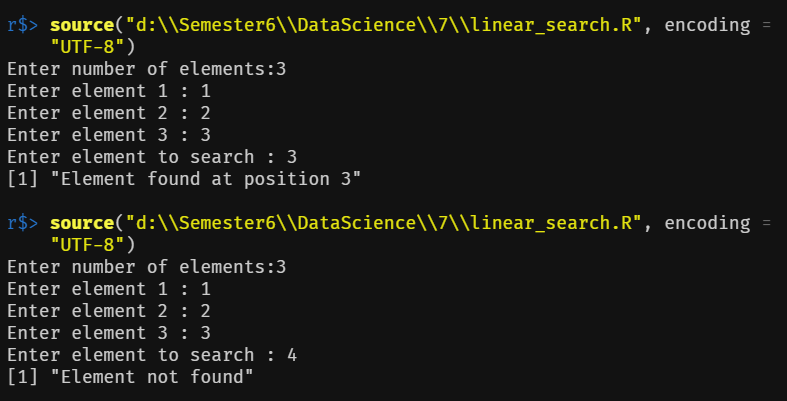 r$> source("d:\\Semester6\\DataScience\\7\\linear_search.R", encoding =
"UTF-8")
Enter number of elements:3
Enter element 1 : 1
Enter element 2 : 2
Enter element 3 : 3
Enter element to search : 3
[1] "Element found at position 3"
r$> source("d:\\Semester6\\DataScience\\7\\linear_search.R", encoding =
"UTF-8")
Enter number of elements:3
Enter element 1 : 1
Enter element 2 : 2
Enter element 3 : 3
Enter element to search : 4
[1] "Element not found"